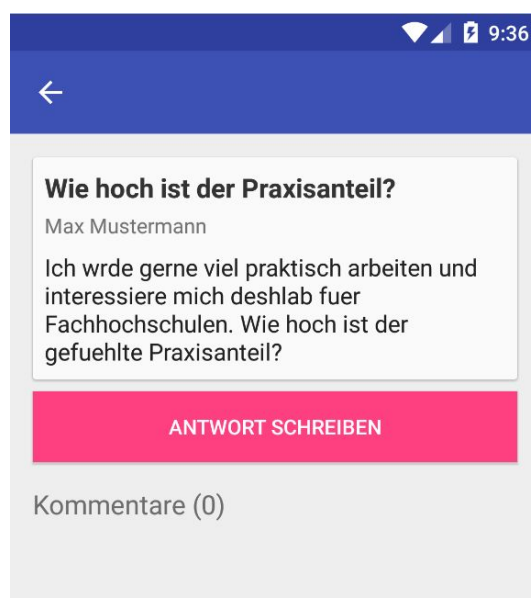 9:36
Wie hoch ist der Praxisanteil?
Max Mustermann
Ich wrde gerne viel praktisch arbeiten und
interessiere mich deshlab fuer
Fachhochschulen. Wie hoch ist der
gefuehlte Praxisanteil?
ANTWORT SCHREIBEN
Kommentare (0)